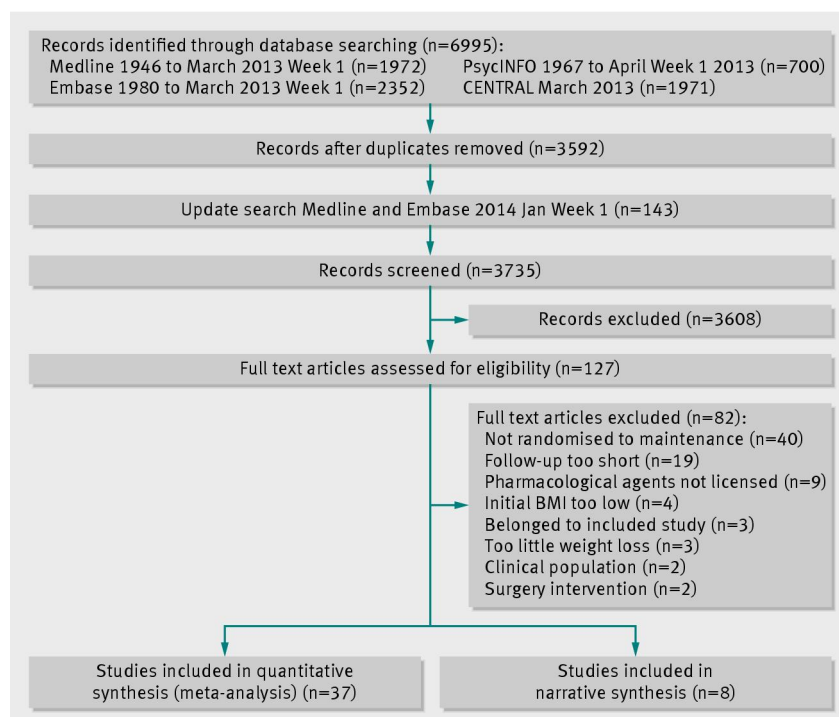 Records identified through database searching (n=6995):
Medline 1946 to March 2013 Week 1 (n=1972)
PsycINFO 1967 to April Week 1 2013 (n=700)
Embase 1980 to March 2013 Week 1 (n=2352)
CENTRAL March 2013 (n=1971)
Records after duplicates removed (n=3592)
Update search Medline and Embase 2014 Jan Week 1 (n=143)
Records screened (n=3735)
Records excluded (n=3608)
Full text articles assessed for eligibility (n=127)
Full text articles excluded (n=82):
Not randomised to maintenance (n=40)
Follow-up too short (n=19)
Pharmacological agents not licensed (n=9)
Initial BMI too low (n=4)
Belonged to included study (n=3)
Too little weight loss (n=3)
Clinical population (n=2)
Surgery intervention (n=2)
Studies included in quantitative
synthesis (meta-analysis) (n=37)
Studies included in
narrative synthesis (n=8)